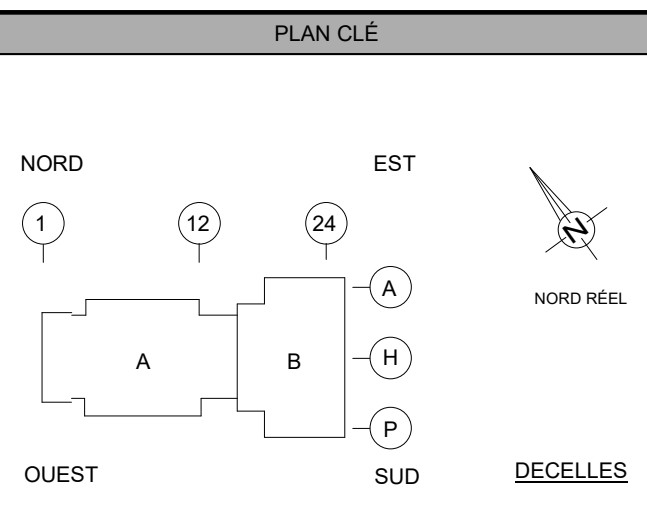 PLAN CLÉ
NORD EST
1 12 24
N
A
NORD RÉEL
A B H
P
OUEST SUD DECELLES